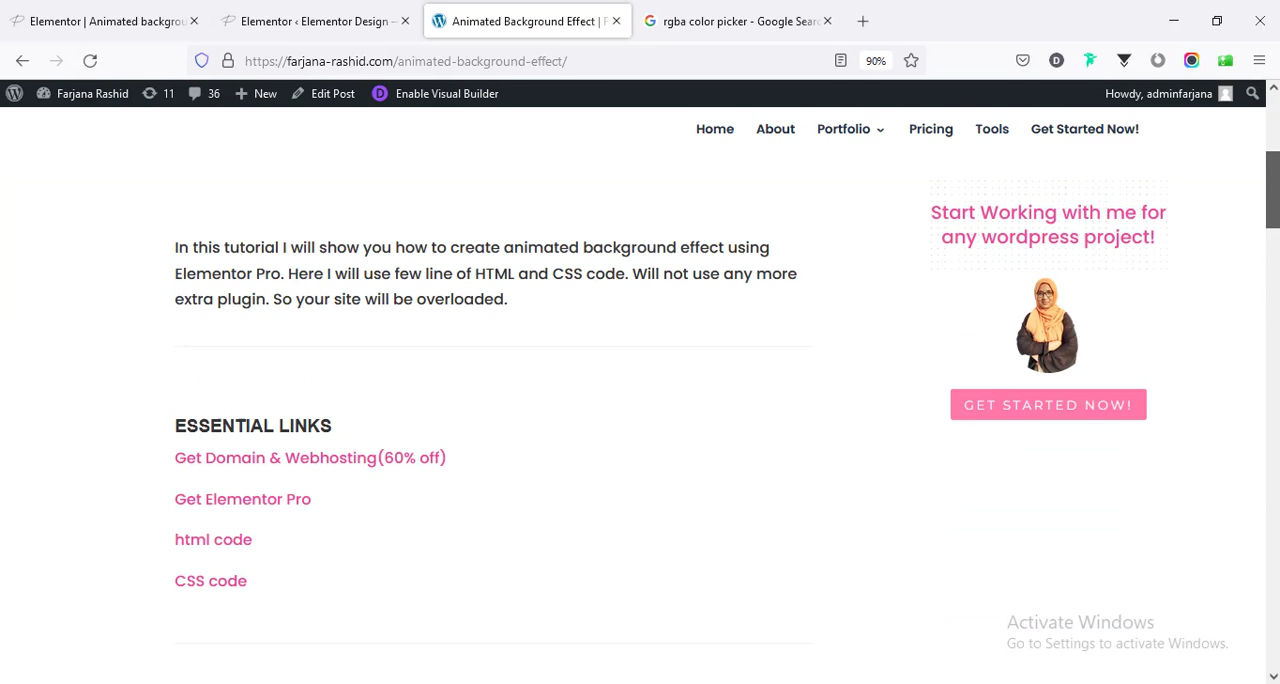 Elementor | Animated backgrou
Elementor ‹ Elementor Design –
Animated Background Effect | F
rgba color picker - Google Searc
https://farjana-rashid.com/animated-background-effect/
90%
Farjana Rashid
11
36
New
Edit Post
Enable Visual Builder
Howdy, adminfarjana
Home
About
Portfolio
Pricing
Tools
Get Started Now!
In this tutorial I will show you how to create animated background effect using
Elementor Pro. Here I will use few line of HTML and CSS code. Will not use any more
extra plugin. So your site will be overloaded.
Start Working with me for
any wordpress project!
GET STARTED NOW!
ESSENTIAL LINKS
Get Domain & Webhosting(60% off)
Get Elementor Pro
html code
CSS code
Activate Windows
Go to Settings to activate Windows.